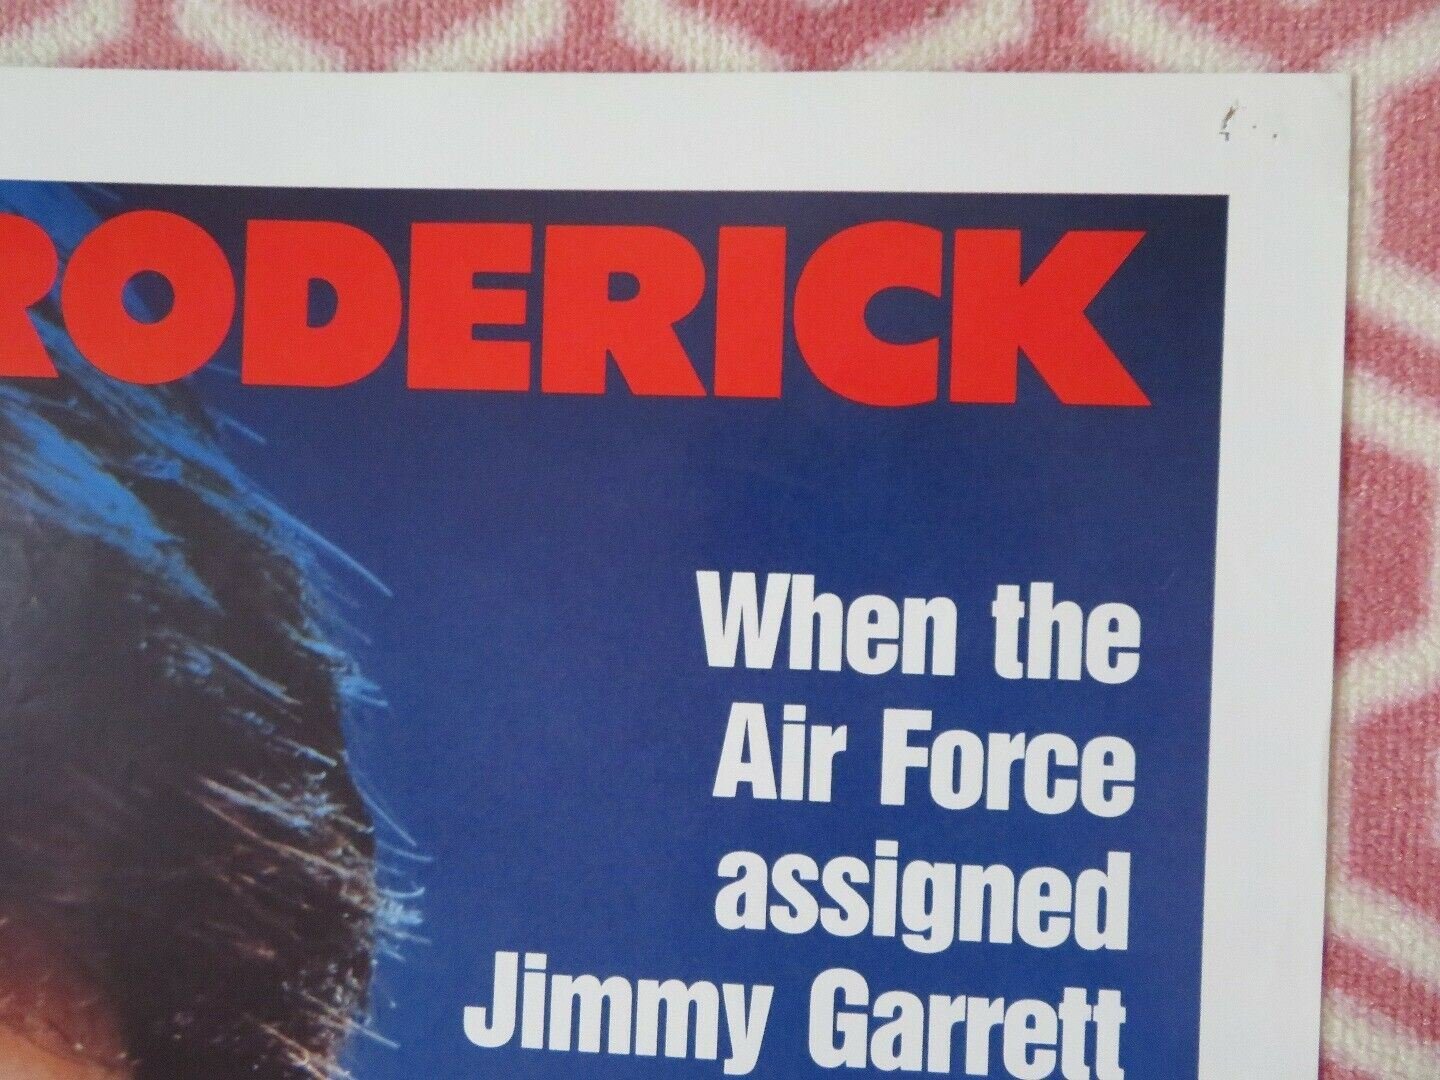 RODERICK
When the
Air Force
assigned
Jimmy Garrett